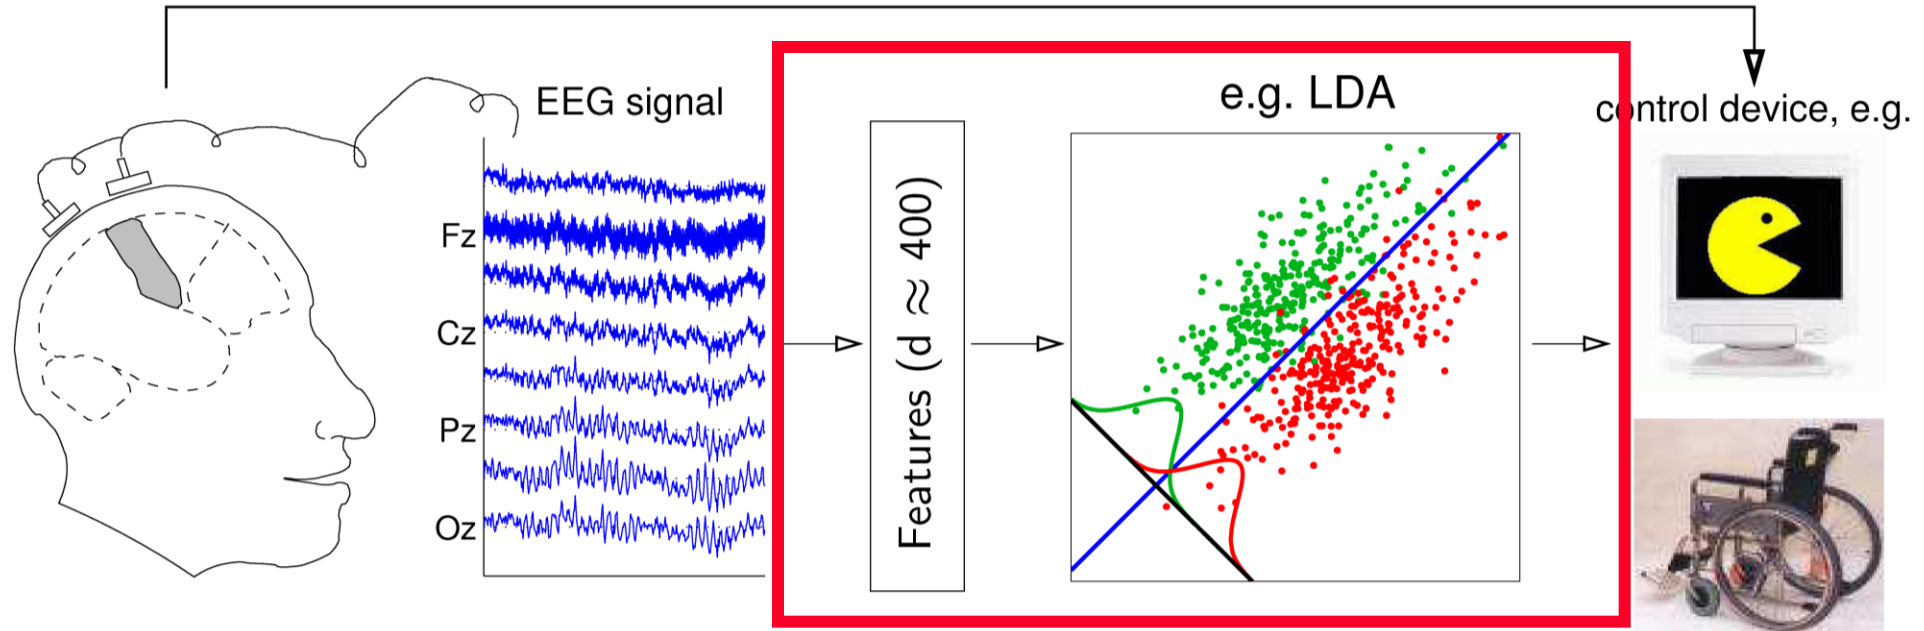 EEG signal
Fz
Cz
Pz
Oz
Features (d ≈ 400)
e.g. LDA
control device, e.g.